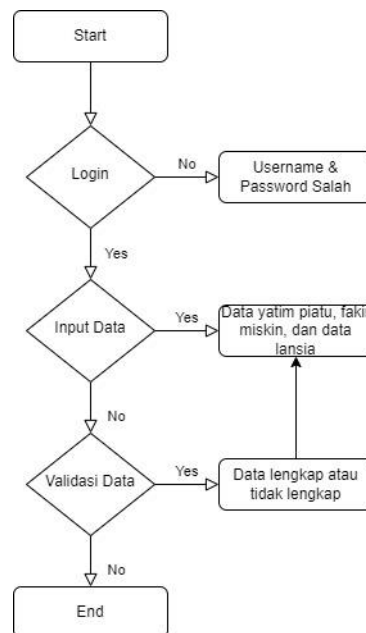 Start
Login
No
Username &
Password Salah
Yes
Input Data
Yes
Data yatim piatu, fakir
miskin, dan data
lansia
No
Validasi Data
Yes
Data lengkap atau
tidak lengkap
No
End